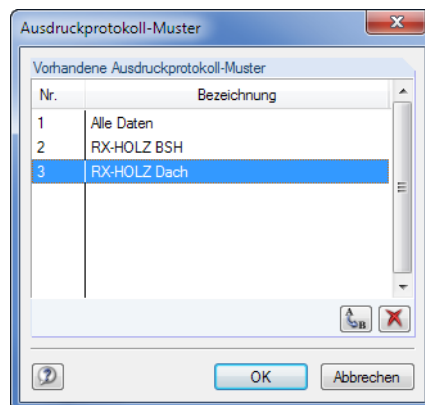 Ausdruckprotokoll-Muster
Vorhandene Ausdruckprotokoll-Muster
Nr. Bezeichnung
1 Alle Daten
2 RX-HOLZ BSH
3 RX-HOLZ Dach
A B
OK Abbrechen